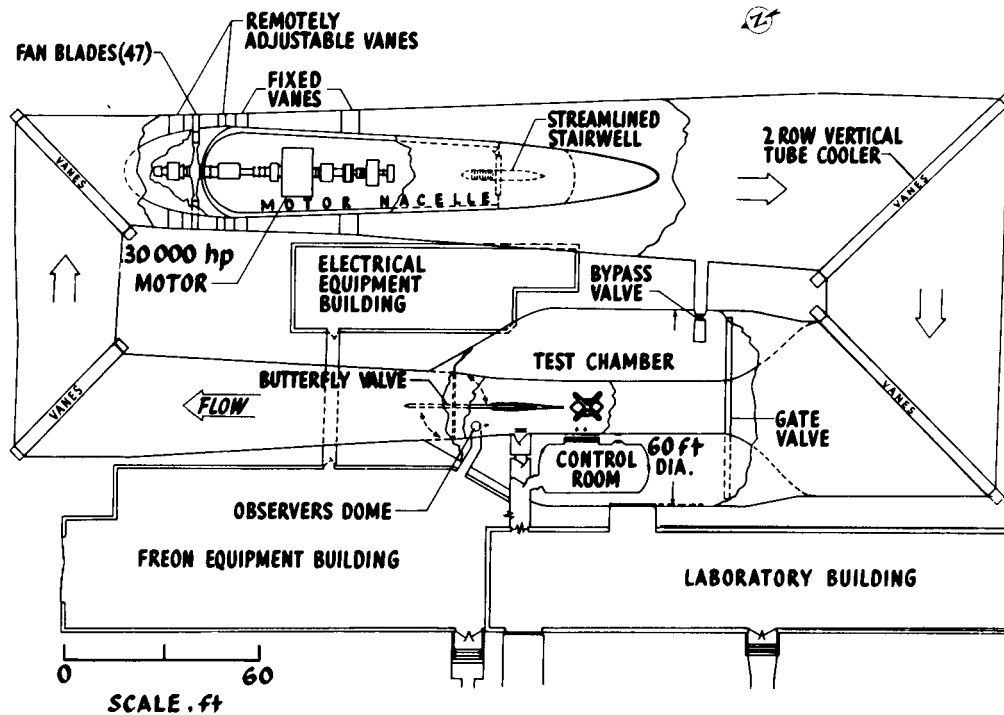 N
REMOTELY
ADJUSTABLE VANES
FAN BLADES(47)
FIXED
VANES
STREAMLINED
STAIRWELL
2 ROW VERTICAL
TUBE COOLER
VANES
VANES
MOTOR NACELLE
30 000 hp
MOTOR
ELECTRICAL
EQUIPMENT
BUILDING
BYPASS
VALVE
TEST CHAMBER
BUTTERFLY VALVE
VANES
VANES
FLOW
GATE
VALVE
60 ft
DIA.
CONTROL
ROOM
OBSERVERS DOME
FREON EQUIPMENT BUILDING
LABORATORY BUILDING
0 60
SCALE, ft